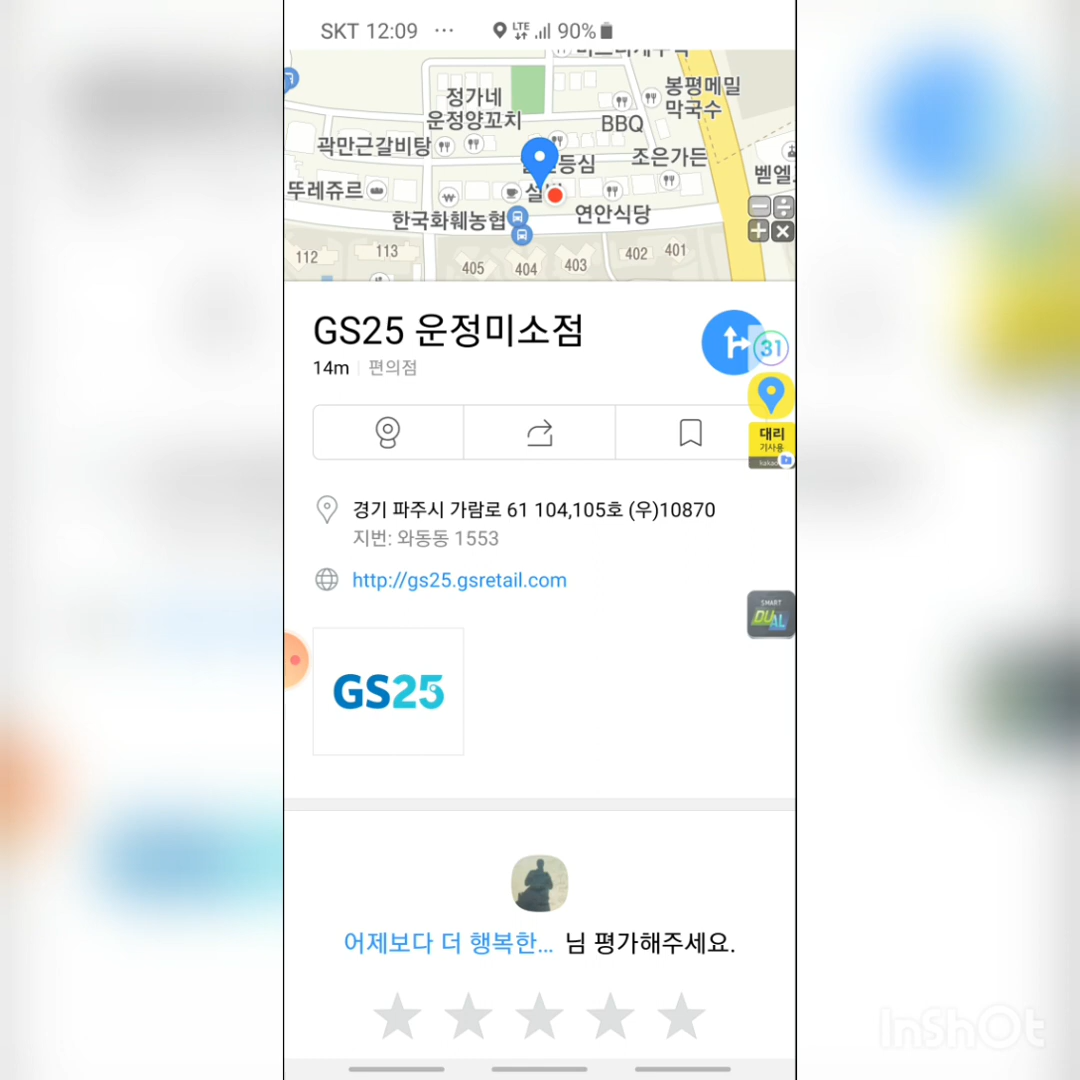 SKT 12:09 ··· LTE 90%
봉평메밀
막국수
정가네
운정양꼬치
BBQ
곽만근갈비탕
등심
조은가든
벧엘
뚜레쥬르
연안식당
한국화훼농협
112
113
405
404
403
402
401
GS25 운정미소점
31
14m 편의점
대리
기사용
kakao
경기 파주시 가람로 61 104,105호 (우)10870
지번: 와동동 1553
http://gs25.gsretail.com
SMART
DUAL
GS25
어제보다 더 행복한... 님 평가해주세요.
InShOt